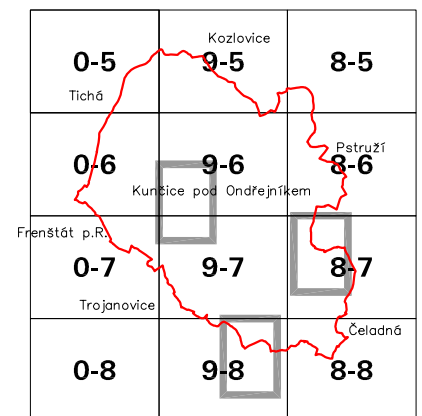 Kozlovice
0-5 9-5 8-5
Tichá
Pstruží
0-6 9-6 8-6
Kunčice pod Ondřejníkem
Frenštát p.R.
0-7 9-7 8-7
Trojanovice
Čeladná
0-8 9-8 8-8